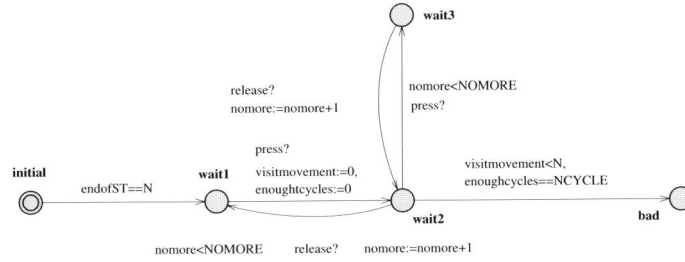 wait3
release?
nomore:=nomore+1
nomore<NOMORE
press?
press?
initial
wait1
visitmovement:=0,
enoughtcycles:=0
endofST==N
visitmovement<N,
enoughcycles==NCYCLE
wait2
bad
nomore<NOMORE release? nomore:=nomore+1